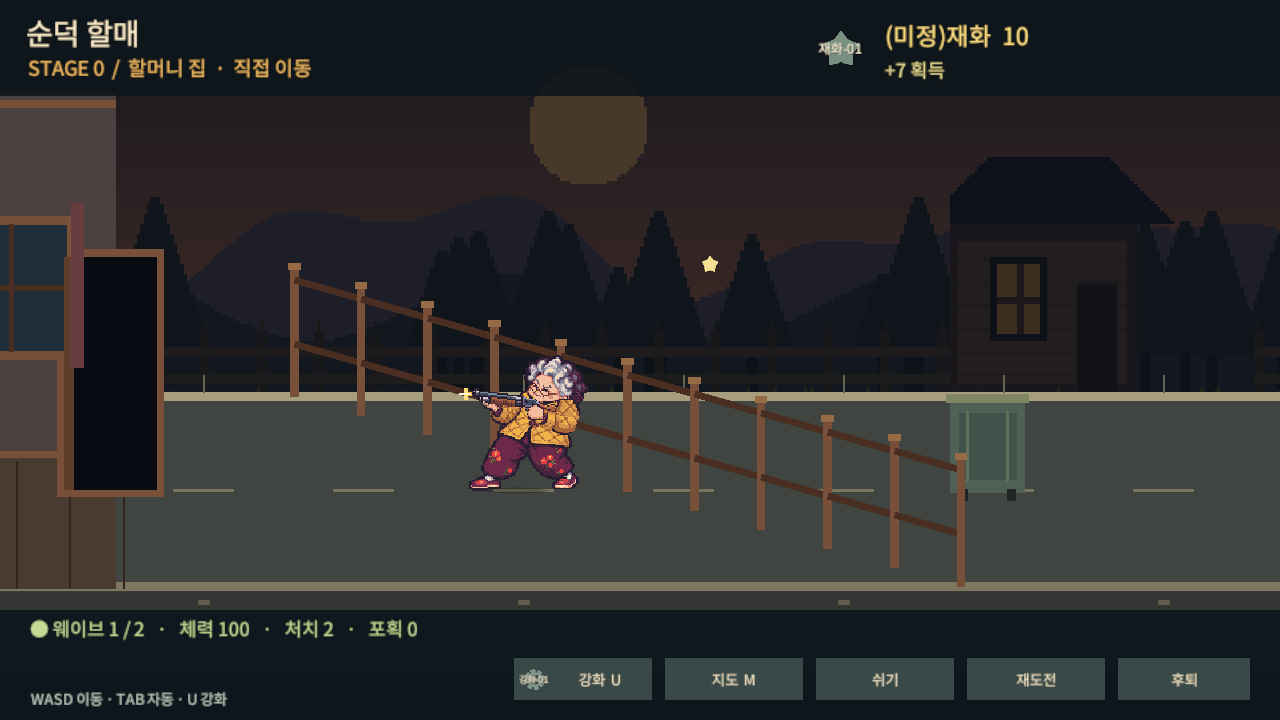 순덕 할매
STAGE 0 / 할머니 집 · 직접 이동
재화-01
(미정)재화 10
+7 획득
웨이브 1 / 2 · 체력 100 · 처치 2 · 포획 0
WASD 이동 · TAB 자동 · U 강화
강화-01
강화 U
지도 M
쉬기
재도전
후퇴